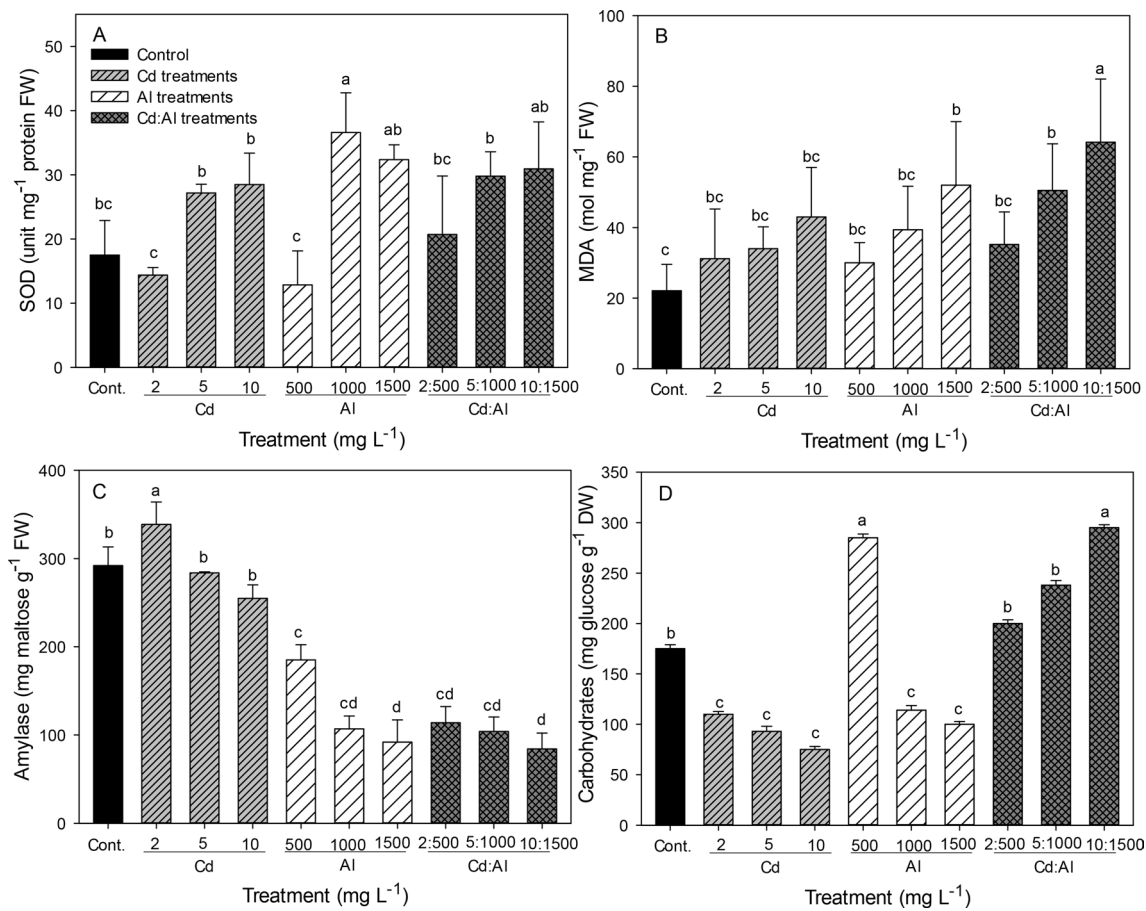 A
SOD (unit mg⁻¹ protein FW)
50
40
30
20
10
0
Control
Cd treatments
Al treatments
Cd:Al treatments
bc
c
b
b
c
a
ab
bc
b
ab
Cont. 2 5 10 500 1000 1500 2:500 5:1000 10:1500
Cd Al Cd:Al
Treatment (mg L⁻¹)
B
MDA (mol mg⁻¹ FW)
100
80
60
40
20
0
c
bc
bc
bc
bc
bc
b
bc
b
a
Cont. 2 5 10 500 1000 1500 2:500 5:1000 10:1500
Cd Al Cd:Al
Treatment (mg L⁻¹)
C
Amylase (mg maltose g⁻¹ FW)
400
300
200
100
0
b
a
b
b
c
cd
d
cd
cd
d
Cont. 2 5 10 500 1000 1500 2:500 5:1000 10:1500
Cd Al Cd:Al
Treatment (mg L⁻¹)
D
Carbohydrates (mg glucose g⁻¹ DW)
350
300
250
200
150
100
50
0
b
c
c
c
a
c
c
b
b
a
Cont. 2 5 10 500 1000 1500 2:500 5:1000 10:1500
Cd Al Cd:Al
Treatment (mg L⁻¹)